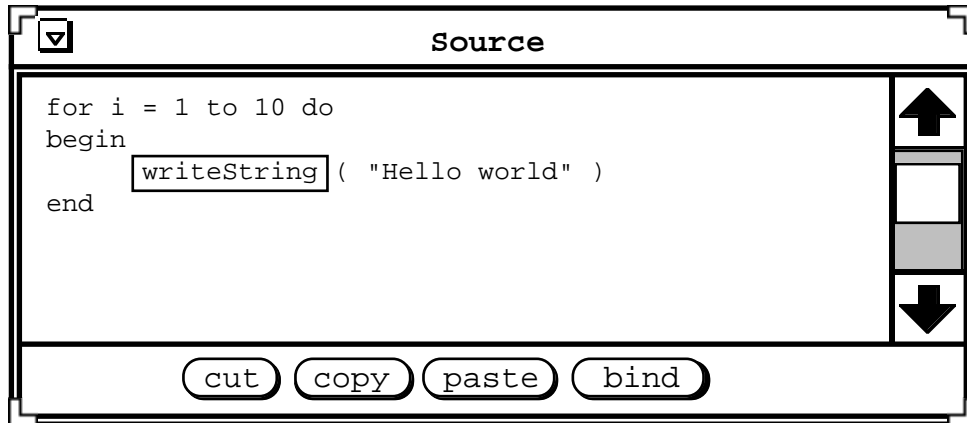 Source
for i = 1 to 10 do
begin
writeString ( "Hello world" )
end
cut copy paste bind